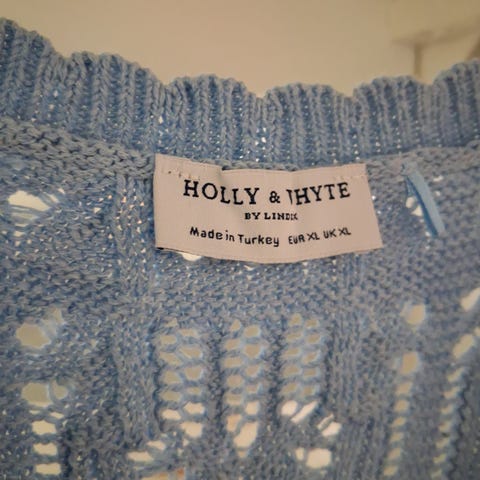 HOLLY & WHYTE
BY LINDEX
Made in Turkey EUR XL UK XL